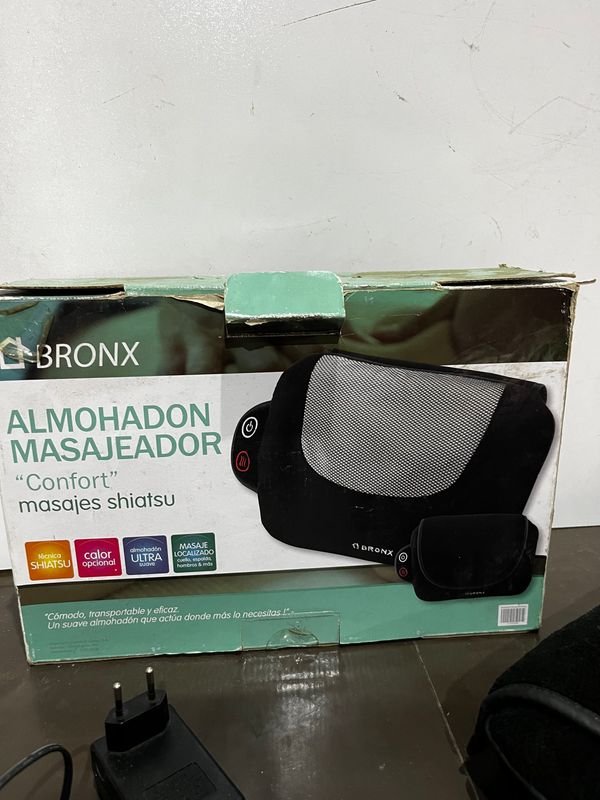 BRONX
ALMOHADON
MASAJEADOR
"Confort"
masajes shiatsu
técnica
SHIATSU
calor
opcional
almohadón
ULTRA
suave
MASAJE
LOCALIZADO
cuello, espalda,
hombros & más
BRONX
"Cómodo, transportable y eficaz.
Un suave almohadón que actúa donde más lo necesitas !"